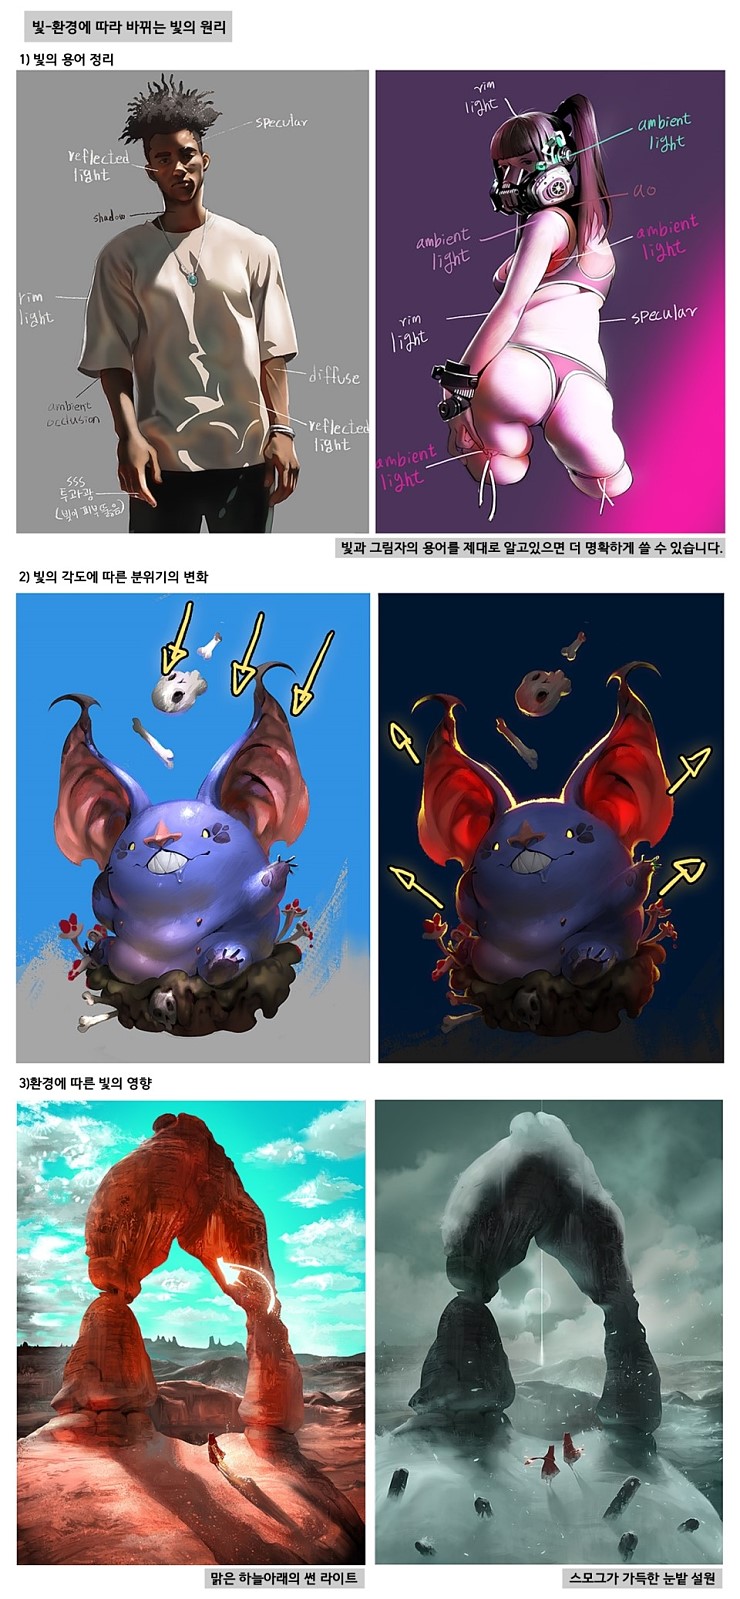 빛-환경에 따라 바뀌는 빛의 원리
1) 빛의 용어 정리
specular
reflected
light
shadow
rim
light
ambient
occlusion
diffuse
reflected
light
SSS
투과광
(빛이 피부 뚫음)
rim
light
ambient
light
ao
ambient
light
ambient
light
rim
light
specular
ambient
light
빛과 그림자의 용어를 제대로 알고있으면 더 명확하게 쓸 수 있습니다.
2) 빛의 각도에 따른 분위기의 변화
3)환경에 따른 빛의 영향
맑은 하늘아래의 썬 라이트
스모그가 가득한 눈밭 설원